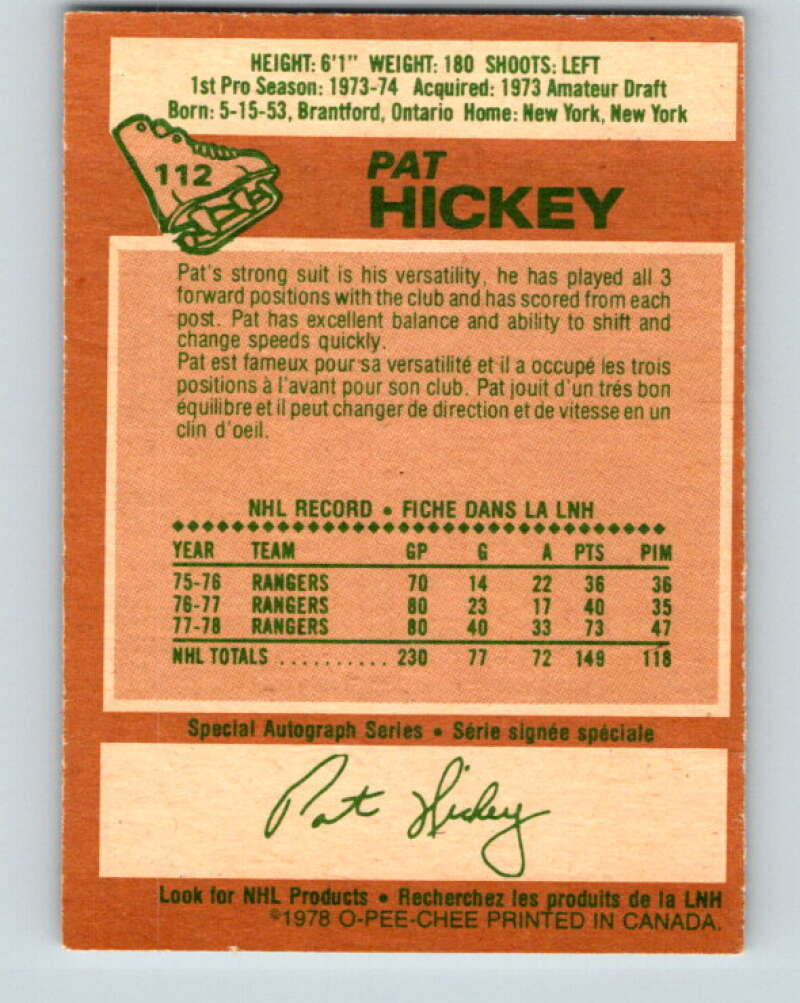 HEIGHT: 6'1" WEIGHT: 180 SHOOTS: LEFT
1st Pro Season: 1973-74 Acquired: 1973 Amateur Draft
Born: 5-15-53, Brantford, Ontario Home: New York, New York
112
PAT
HICKEY
Pat's strong suit is his versatility, he has played all 3
forward positions with the club and has scored from each
post. Pat has excellent balance and ability to shift and
change speeds quickly.
Pat est fameux pour sa versatilité et il a occupé les trois
positions à l'avant pour son club. Pat jouit d'un trés bon
équilibre et il peut changer de direction et de vitesse en un
clin d'oeil.
NHL RECORD • FICHE DANS LA LNH
YEAR TEAM GP G A PTS PIM
75-76 RANGERS 70 14 22 36 36
76-77 RANGERS 80 23 17 40 35
77-78 RANGERS 80 40 33 73 47
NHL TOTALS .......... 230 77 72 149 118
Special Autograph Series • Série signée spéciale
Pat Hickey
Look for NHL Products • Recherchez les produits de la LNH
©1978 O-PEE-CHEE PRINTED IN CANADA.